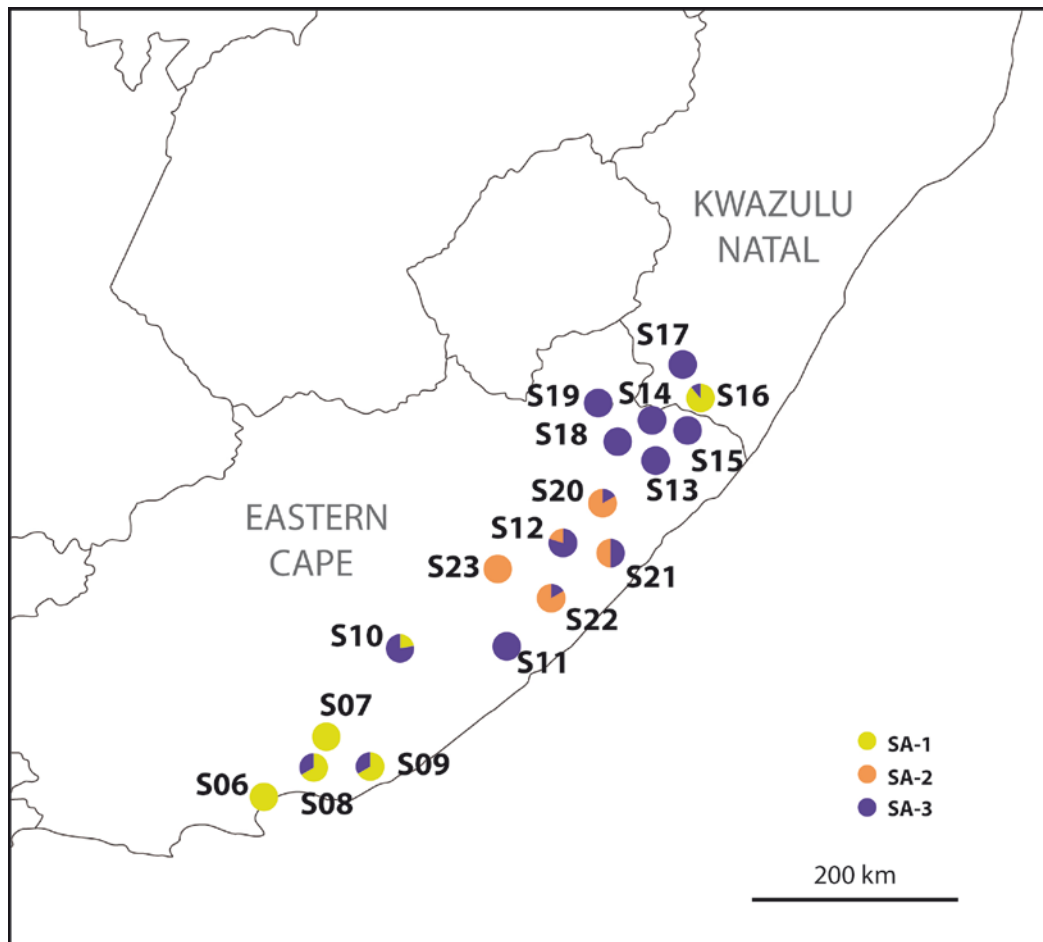 KWAZULU
NATAL
S17
S19
S14
S16
S18
S15
S13
S20
EASTERN
CAPE
S12
S23
S21
S22
S10
S11
S07
S09
S06
S08
SA-1
SA-2
SA-3
200 km